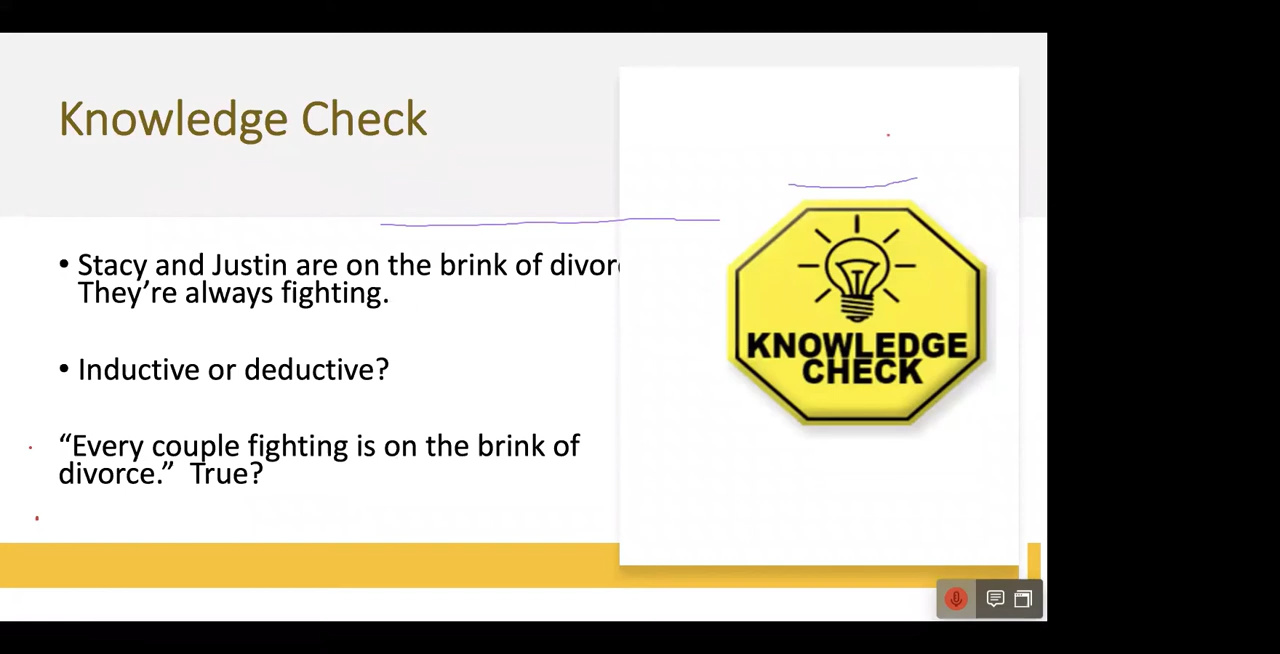 Knowledge Check
• Stacy and Justin are on the brink of
They’re always fighting.
• Inductive or deductive?
“Every couple fighting is on the brink of
divorce.” True?
KNOWLEDGE
CHECK